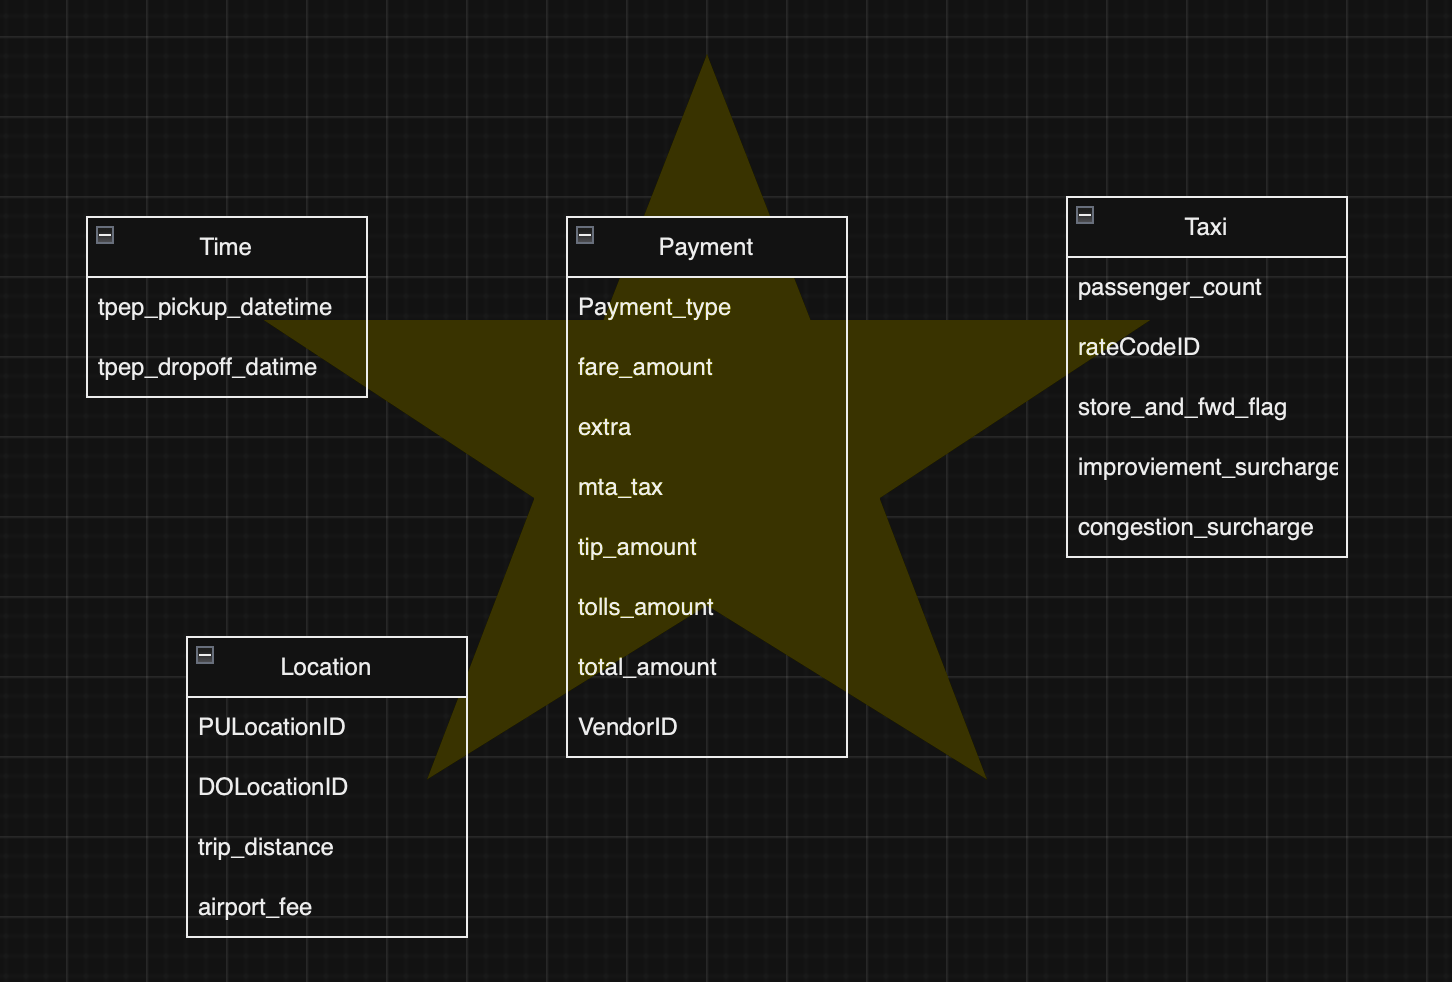 Time
tpep_pickup_datetime
tpep_dropoff_datime
Payment
Payment_type
fare_amount
extra
mta_tax
tip_amount
tolls_amount
total_amount
VendorID
Taxi
passenger_count
rateCodeID
store_and_fwd_flag
improviement_surcharge
congestion_surcharge
Location
PULocationID
DOLocationID
trip_distance
airport_fee